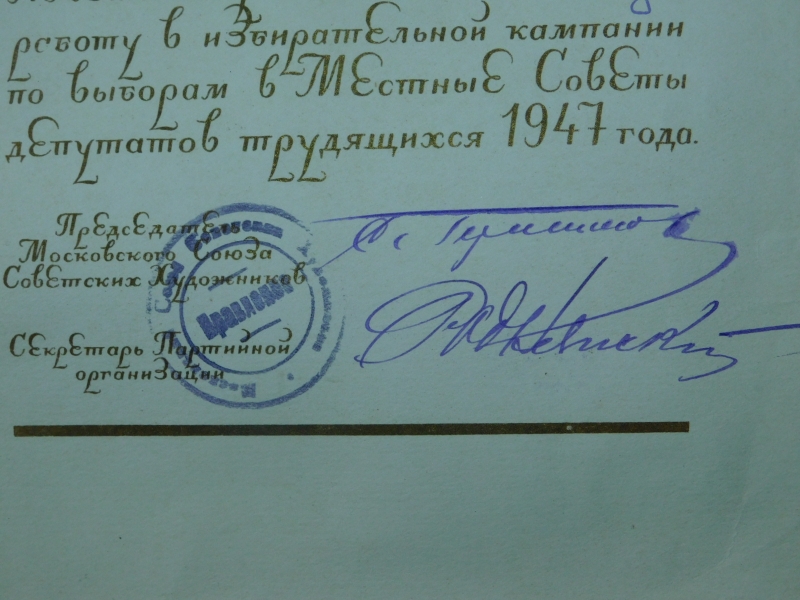 работу в избирательной кампании
по выборам в Местные Советы
депутатов трудящихся 1947 года.
Председатель
Московского Союза
Советских Художников
Секретарь Партийной
организации
Правление